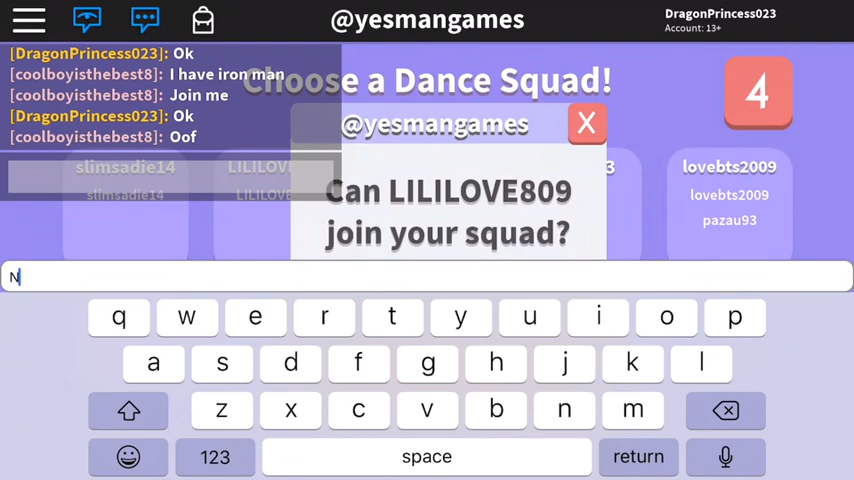 @yesmangames
DragonPrincess023
Account: 13+
[DragonPrincess023]: Ok
[coolboyisthebest8]: I have iron man
[coolboyisthebest8]: Join me
[DragonPrincess023]: Ok
[coolboyisthebest8]: Oof
Choose a Dance Squad!
4
@yesmangames
X
Can LILILOVE809
join your squad?
slimsadie14
slimsadie14
LILILOVE
LILILOVE
3
lovebts2009
lovebts2009
pazau93
N
q w e r t y u i o p
a s d f g h j k l
z x c v b n m
123 space return